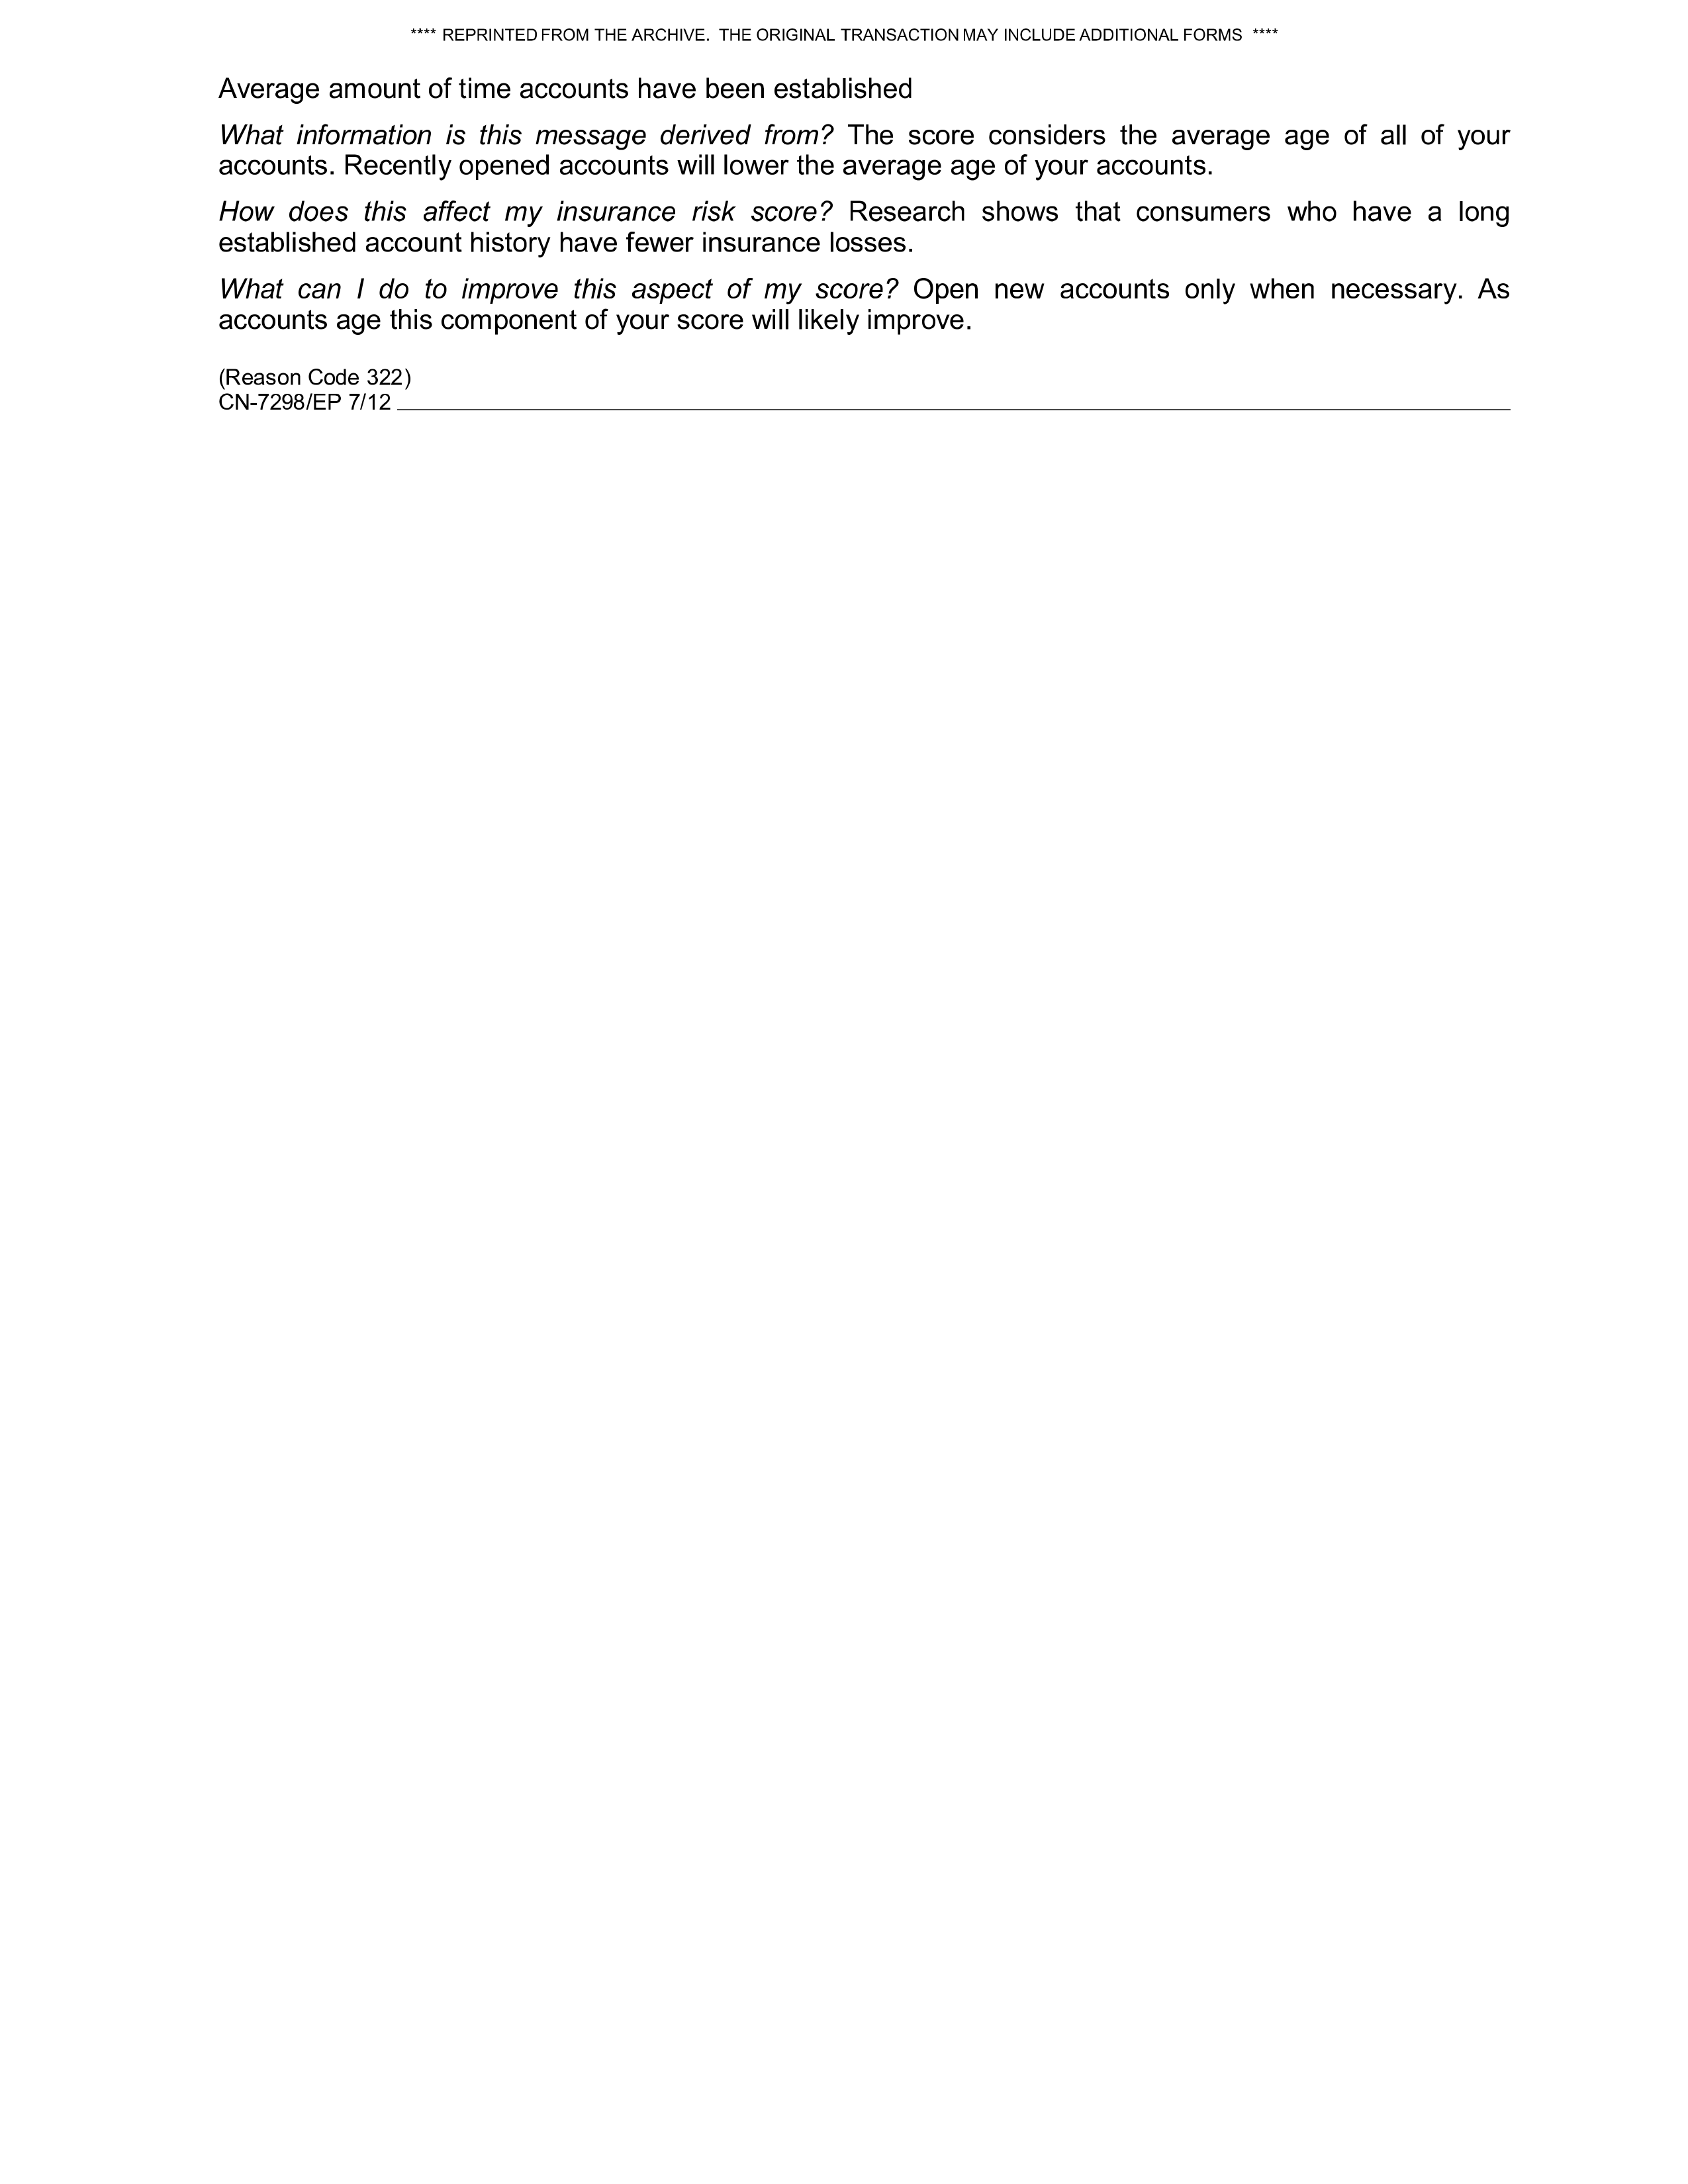 **** REPRINTED FROM THE ARCHIVE. THE ORIGINAL TRANSACTION MAY INCLUDE ADDITIONAL FORMS ****
Average amount of time accounts have been established
What information is this message derived from? The score considers the average age of all of your
accounts. Recently opened accounts will lower the average age of your accounts.
How does this affect my insurance risk score? Research shows that consumers who have a long
established account history have fewer insurance losses.
What can I do to improve this aspect of my score? Open new accounts only when necessary. As
accounts age this component of your score will likely improve.
(Reason Code 322)
CN-7298/EP 7/12